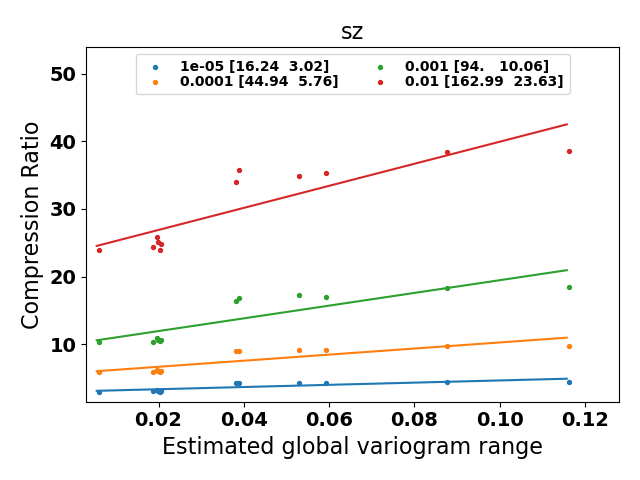 sz
1e-05 [16.24 3.02]
0.0001 [44.94 5.76]
0.001 [94. 10.06]
0.01 [162.99 23.63]
Compression Ratio
50
40
30
20
10
0.02 0.04 0.06 0.08 0.10 0.12
Estimated global variogram range